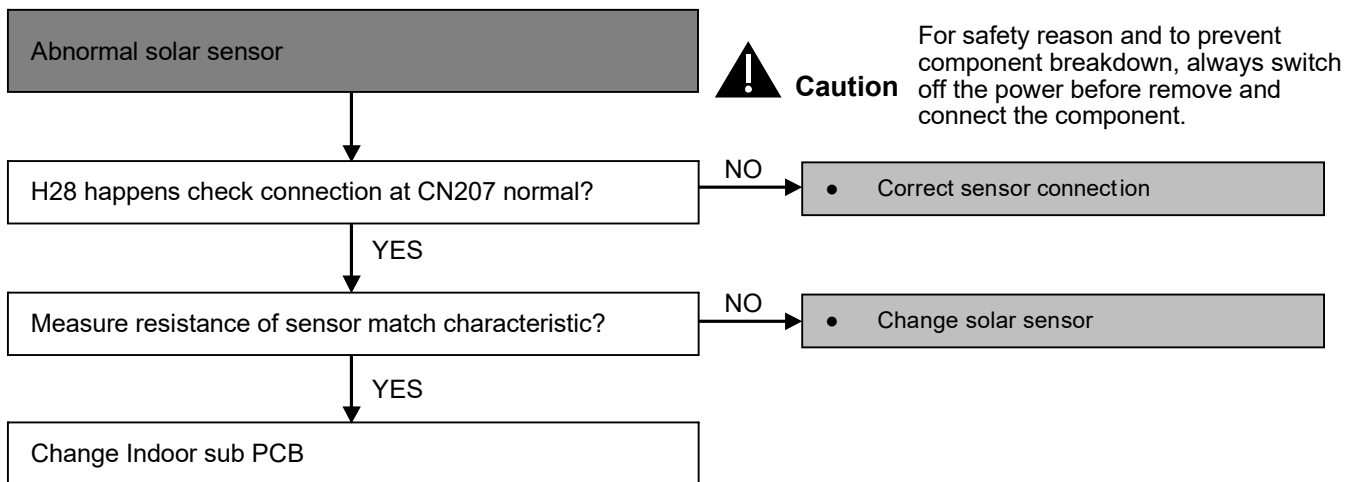 Abnormal solar sensor
Caution
For safety reason and to prevent
component breakdown, always switch
off the power before remove and
connect the component.
H28 happens check connection at CN207 normal?
NO
● Correct sensor connection
YES
Measure resistance of sensor match characteristic?
NO
● Change solar sensor
YES
Change Indoor sub PCB